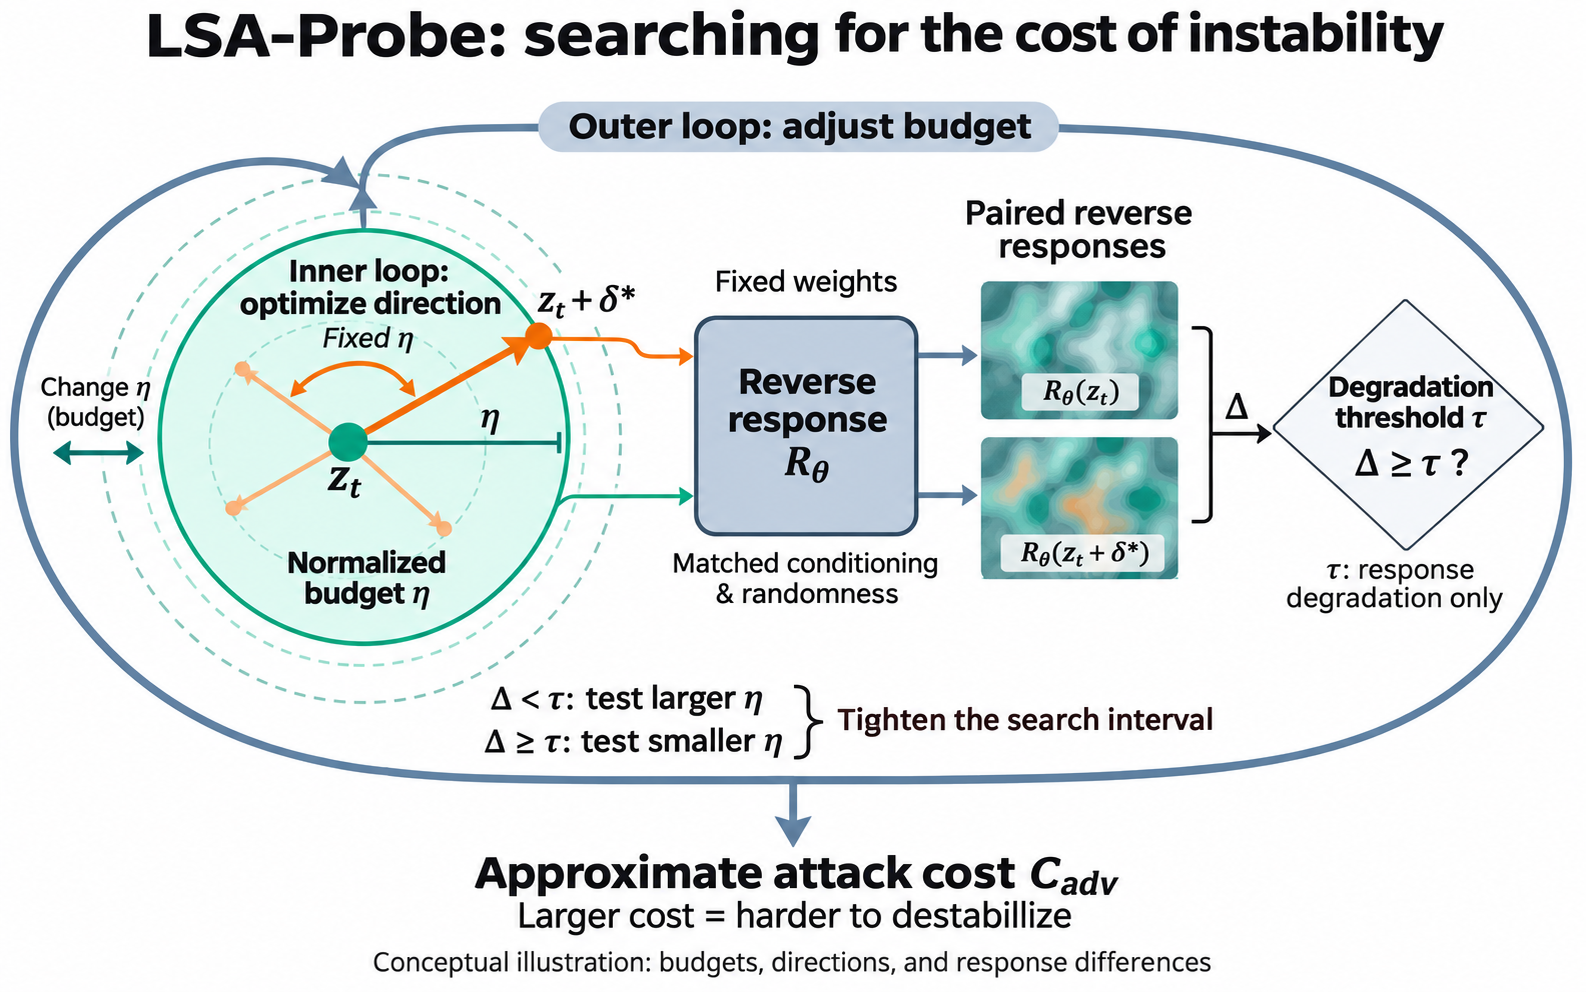 LSA-Probe: searching for the cost of instability
Outer loop: adjust budget
Inner loop:
optimize direction
Fixed η
z_t + δ*
Change η
(budget)
η
z_t
Normalized
budget η
Fixed weights
Reverse
response
R_θ
Matched conditioning
& randomness
Paired reverse
responses
R_θ(z_t)
R_θ(z_t + δ*)
Δ
Degradation
threshold τ
Δ ≥ τ ?
τ: response
degradation only
Δ < τ: test larger η
Δ ≥ τ: test smaller η
Tighten the search interval
Approximate attack cost C_adv
Larger cost = harder to destabillize
Conceptual illustration: budgets, directions, and response differences